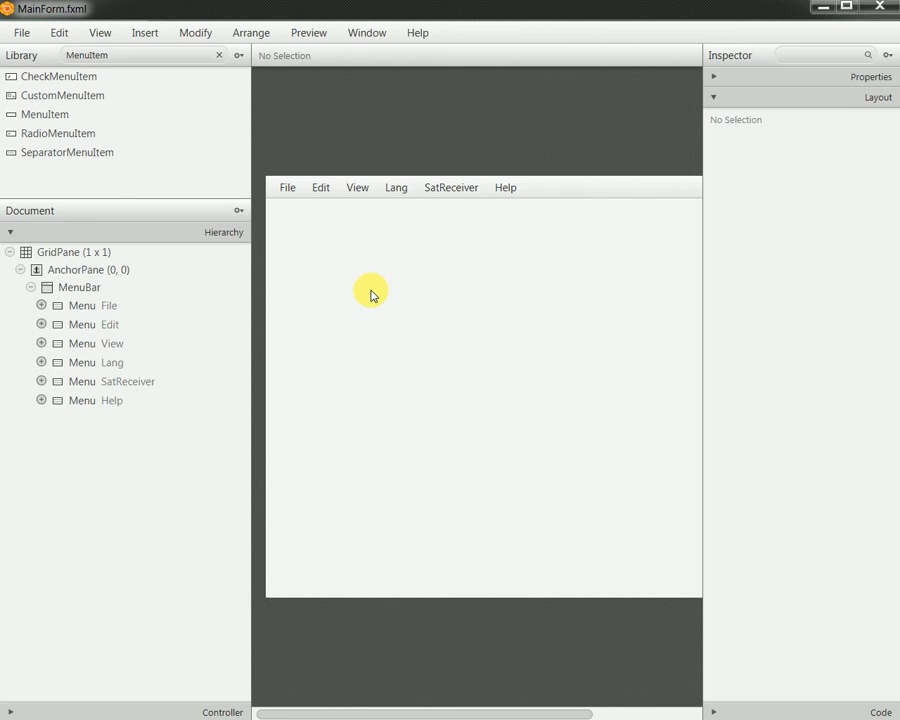 MainForm.fxml
File Edit View Insert Modify Arrange Preview Window Help
Library MenuItem
No Selection
Inspector
CheckMenuItem
CustomMenuItem
MenuItem
RadioMenuItem
SeparatorMenuItem
Properties
Layout
No Selection
Document
Hierarchy
GridPane (1 x 1)
AnchorPane (0, 0)
MenuBar
Menu File
Menu Edit
Menu View
Menu Lang
Menu SatReceiver
Menu Help
File Edit View Lang SatReceiver Help
Controller
Code